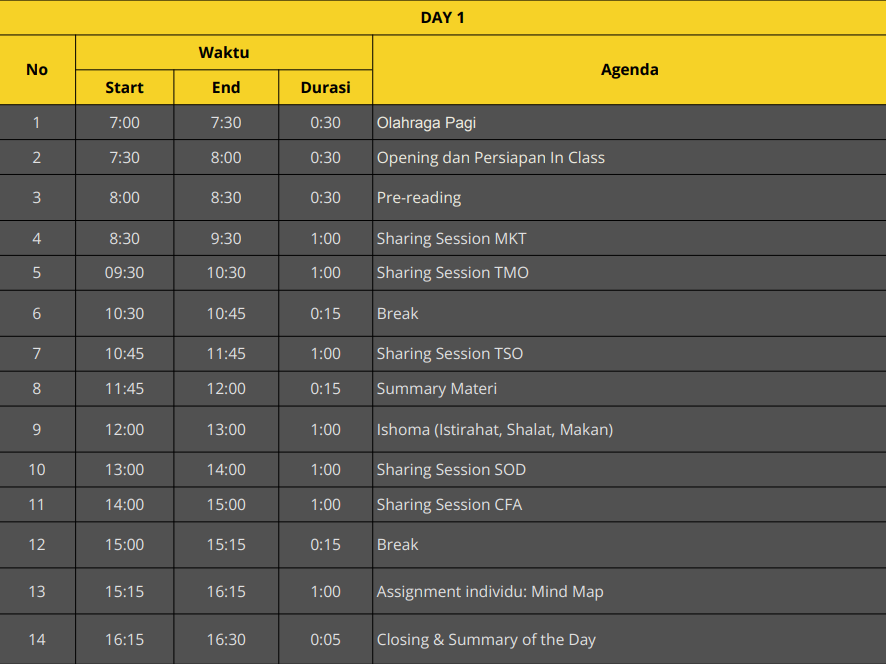 DAY 1
No Waktu Agenda
Start End Durasi
1 7:00 7:30 0:30 Olahraga Pagi
2 7:30 8:00 0:30 Opening dan Persiapan In Class
3 8:00 8:30 0:30 Pre-reading
4 8:30 9:30 1:00 Sharing Session MKT
5 09:30 10:30 1:00 Sharing Session TMO
6 10:30 10:45 0:15 Break
7 10:45 11:45 1:00 Sharing Session TSO
8 11:45 12:00 0:15 Summary Materi
9 12:00 13:00 1:00 Ishoma (Istirahat, Shalat, Makan)
10 13:00 14:00 1:00 Sharing Session SOD
11 14:00 15:00 1:00 Sharing Session CFA
12 15:00 15:15 0:15 Break
13 15:15 16:15 1:00 Assignment individu: Mind Map
14 16:15 16:30 0:05 Closing & Summary of the Day